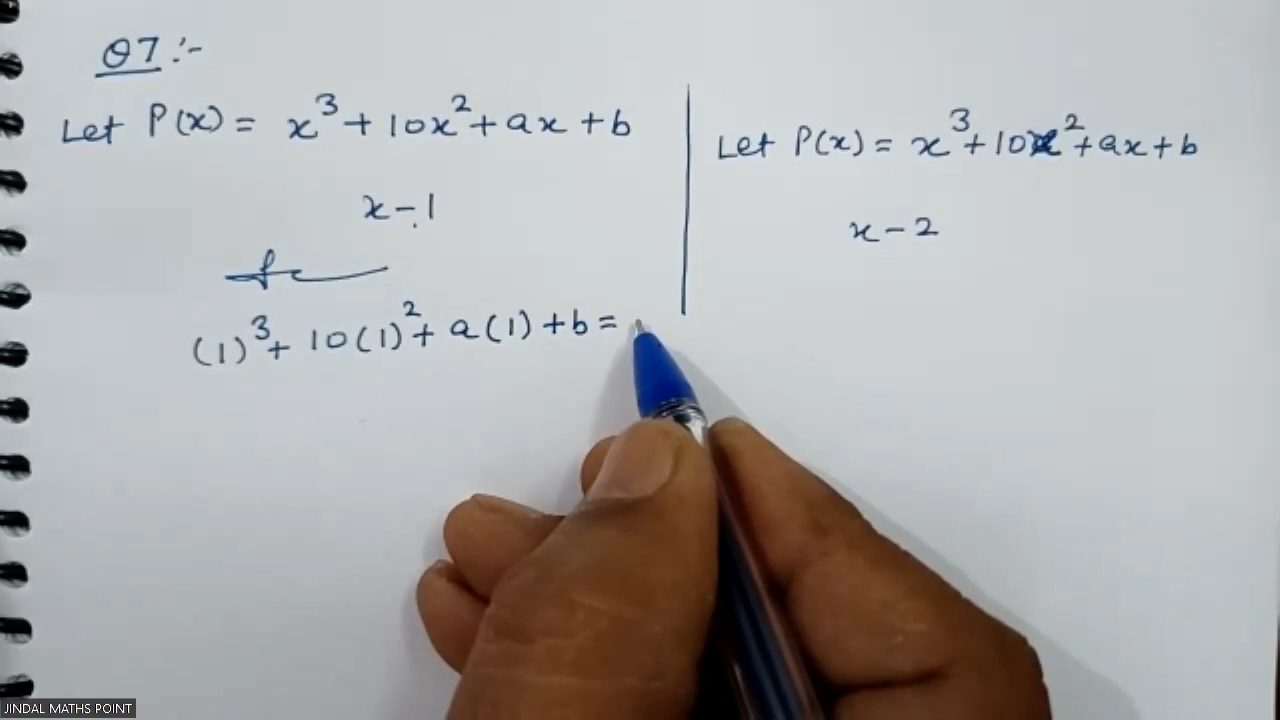 Q7:-
Let P(x) = x³ + 10x² + ax + b
x - 1
(1)³ + 10(1)² + a(1) + b =
Let P(x) = x³ + 10x² + ax + b
x - 2
JINDAL MATHS POINT